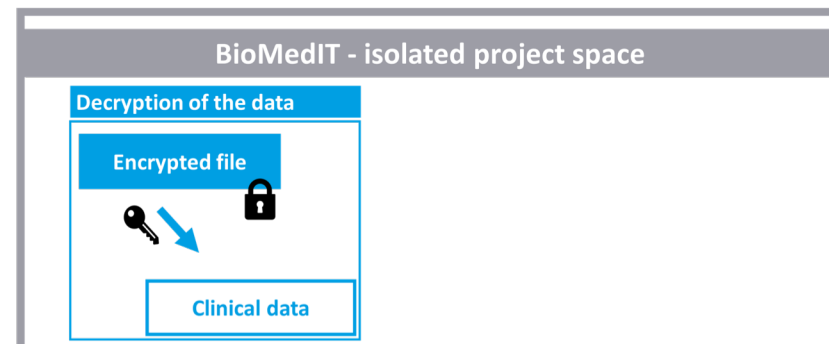 BioMedIT - isolated project space
Decryption of the data
Encrypted file
Clinical data